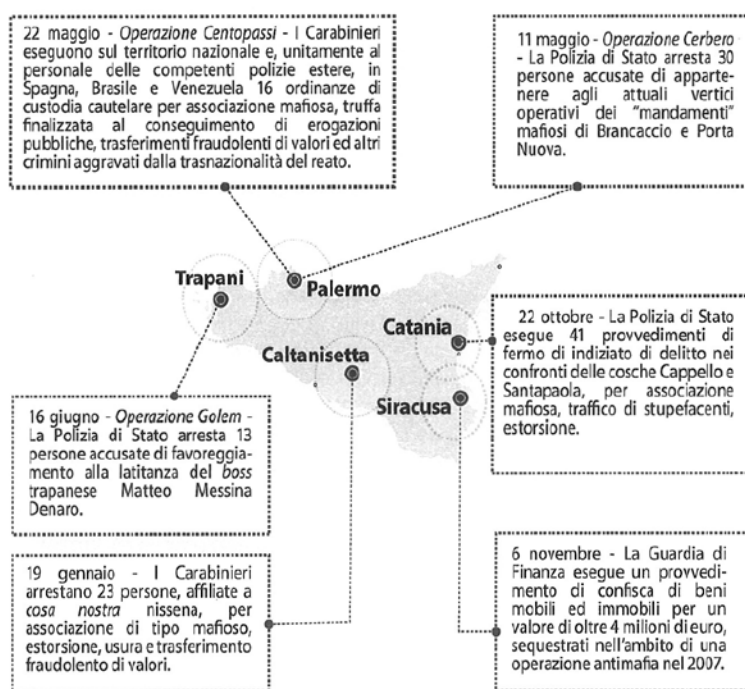 22 maggio - Operazione Centopassi - I Carabinieri
eseguono sul territorio nazionale e, unitamente al
personale delle competenti polizie estere, in
Spagna, Brasile e Venezuela 16 ordinanze di
custodia cautelare per associazione mafiosa, truffa
finalizzata al conseguimento di erogazioni
pubbliche, trasferimenti fraudolenti di valori ed altri
crimini aggravati dalla trasnazionalità del reato.
11 maggio - Operazione Cerbero
- La Polizia di Stato arresta 30
persone accusate di apparte-
nere agli attuali vertici
operativi dei "mandamenti"
mafiosi di Brancaccio e Porta
Nuova.
Trapani
Palermo
Catania
Caltanisetta
Siracusa
22 ottobre - La Polizia di Stato
esegue 41 provvedimenti di
fermo di indiziato di delitto nei
confronti delle cosche Cappello e
Santapaola, per associazione
mafiosa, traffico di stupefacenti,
estorsione.
16 giugno - Operazione Golem -
La Polizia di Stato arresta 13
persone accusate di favoreggia-
mento alla latitanza del boss
trapanese Matteo Messina
Denaro.
19 gennaio - I Carabinieri
arrestano 23 persone, affiliate a
cosa nostra nissena, per
associazione di tipo mafioso,
estorsione, usura e trasferimento
fraudolento di valori.
6 novembre - La Guardia di
Finanza esegue un provvedi-
mento di confisca di beni
mobili ed immobili per un
valore di oltre 4 milioni di euro,
sequestrati nell'ambito di una
operazione antimafia nel 2007.